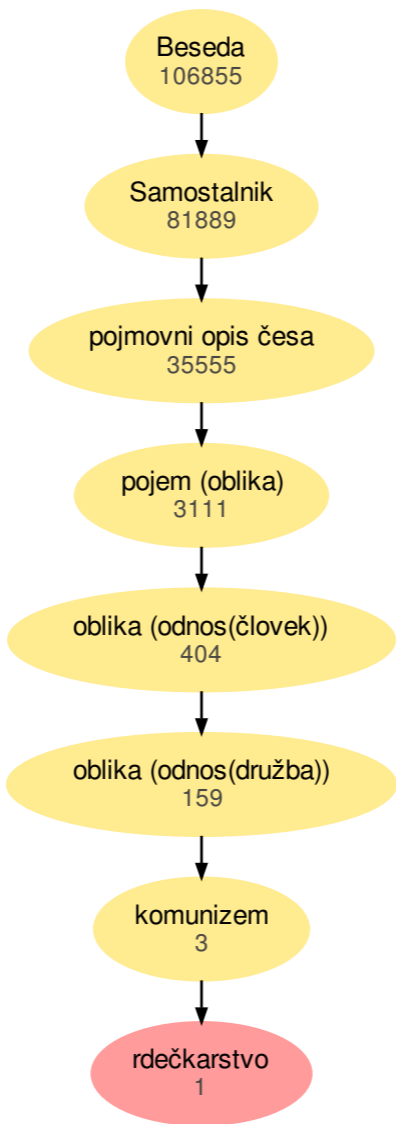 Beseda
106855
Samostalnik
81889
pojmovni opis česa
35555
pojem (oblika)
3111
oblika (odnos(človek))
404
oblika (odnos(družba))
159
komunizem
3
rdečkarstvo
1